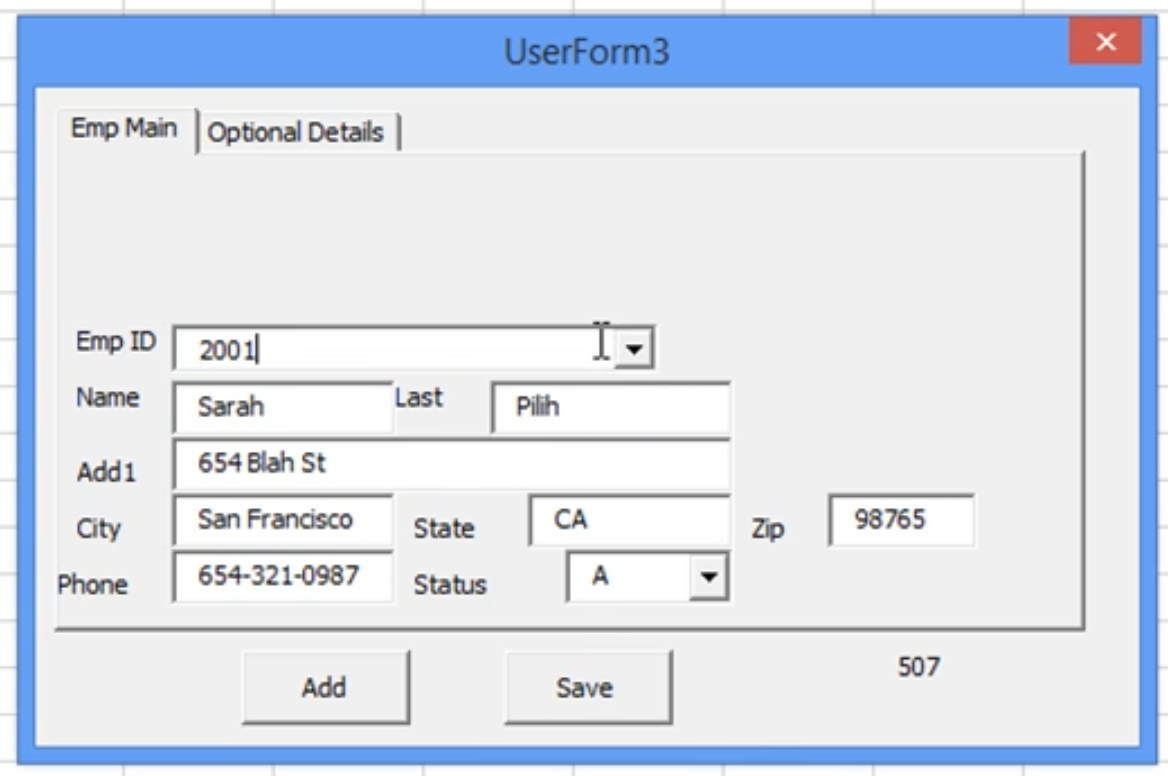 UserForm3
Emp Main Optional Details
Emp ID 2001
Name Sarah Last Pilih
Add1 654 Blah St
City San Francisco State CA Zip 98765
Phone 654-321-0987 Status A
Add Save 507